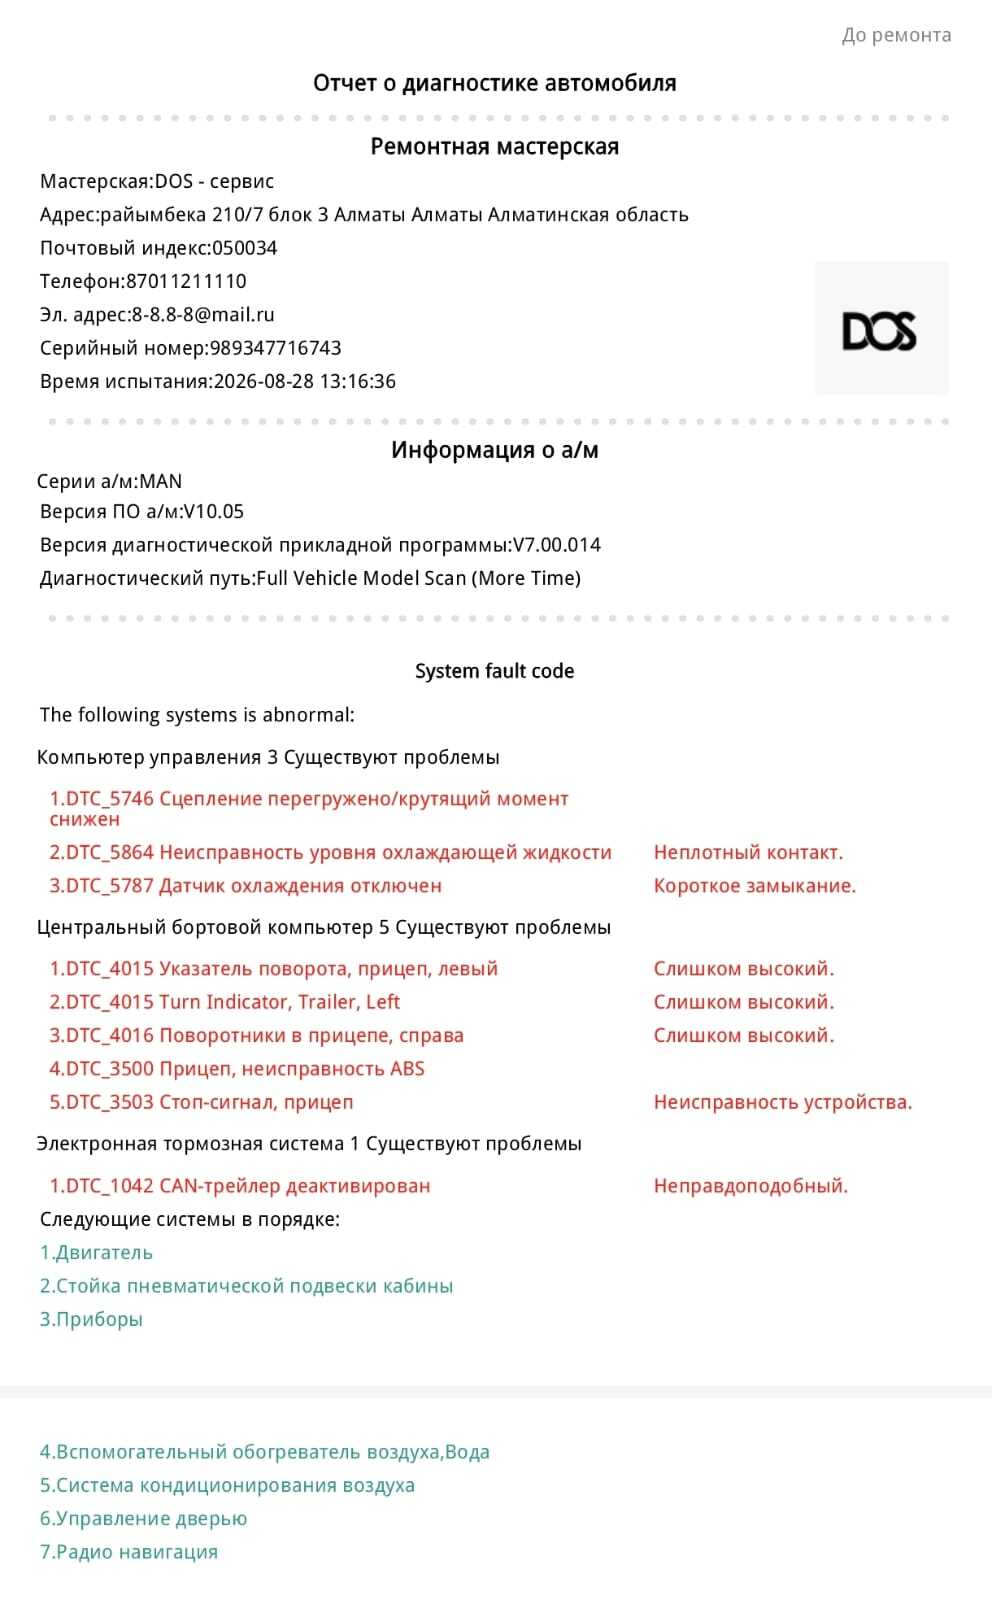 До ремонта
Отчет о диагностике автомобиля
Ремонтная мастерская
Мастерская:DOS - сервис
Адрес:райымбека 210/7 блок 3 Алматы Алматы Алматинская область
Почтовый индекс:050034
Телефон:87011211110
Эл. адрес:8-8.8-8@mail.ru
Серийный номер:989347716743
Время испытания:2026-08-28 13:16:36
DOS
Информация о а/м
Серии а/м:MAN
Версия ПО а/м:V10.05
Версия диагностической прикладной программы:V7.00.014
Диагностический путь:Full Vehicle Model Scan (More Time)
System fault code
The following systems is abnormal:
Компьютер управления 3 Существуют проблемы
1.DTC_5746 Сцепление перегружено/крутящий момент
снижен
2.DTC_5864 Неисправность уровня охлаждающей жидкости Неплотный контакт.
3.DTC_5787 Датчик охлаждения отключен Короткое замыкание.
Центральный бортовой компьютер 5 Существуют проблемы
1.DTC_4015 Указатель поворота, прицеп, левый Слишком высокий.
2.DTC_4015 Turn Indicator, Trailer, Left Слишком высокий.
3.DTC_4016 Поворотники в прицепе, справа Слишком высокий.
4.DTC_3500 Прицеп, неисправность ABS
5.DTC_3503 Стоп-сигнал, прицеп Неисправность устройства.
Электронная тормозная система 1 Существуют проблемы
1.DTC_1042 CAN-трейлер деактивирован Неправдоподобный.
Следующие системы в порядке:
1.Двигатель
2.Стойка пневматической подвески кабины
3.Приборы
4.Вспомогательный обогреватель воздуха,Вода
5.Система кондиционирования воздуха
6.Управление дверью
7.Радио навигация